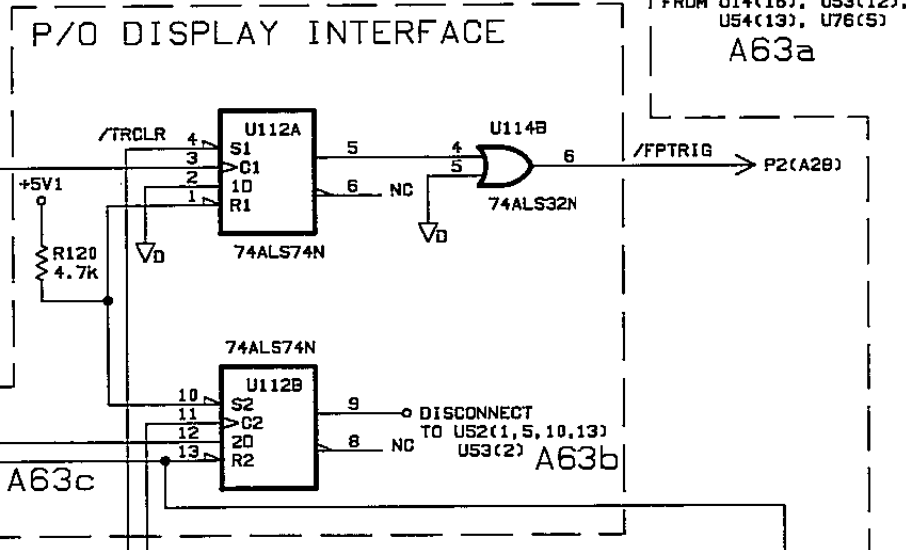 FROM U14(16), U53(12),
U54(13), U76(5)
A63a
P/O DISPLAY INTERFACE
/TRCLR
U112A
4 S1
3 C1
2 1D
1 R1
5
6 NC
74ALS74N
D
U114B
4
5
6
74ALS32N
D
/FPTRIG
P2(A28)
+5V1
R120
4.7K
74ALS74N
U112B
10 S2
11 C2
12 2D
13 R2
9
8 NC
DISCONNECT
TO U52(1,5,10,13)
U53(2)
A63b
A63c